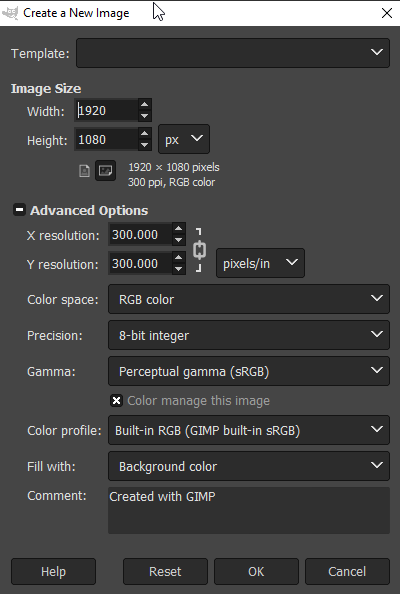 Create a New Image
Template:
Image Size
Width: 1920
Height: 1080 px
1920 × 1080 pixels
300 ppi, RGB color
Advanced Options
X resolution: 300.000
Y resolution: 300.000 pixels/in
Color space: RGB color
Precision: 8-bit integer
Gamma: Perceptual gamma (sRGB)
Color manage this image
Color profile: Built-in RGB (GIMP built-in sRGB)
Fill with: Background color
Comment: Created with GIMP
Help Reset OK Cancel